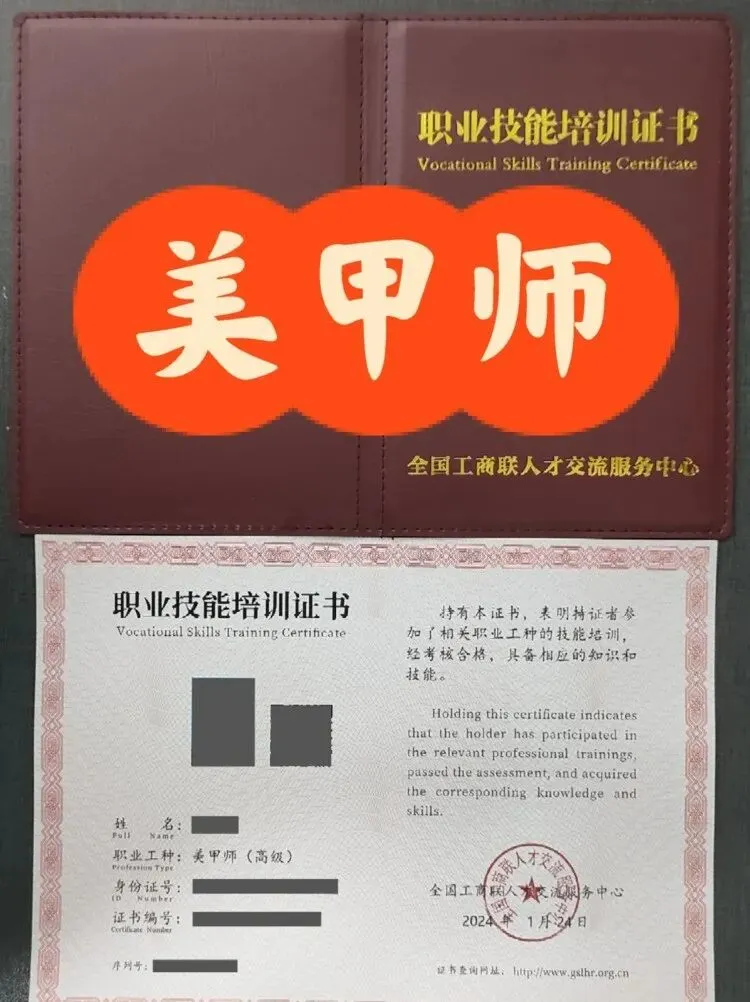 职业技能培训证书
Vocational Skills Training Certificate
美甲师
全国工商联人才交流服务中心
职业技能培训证书
Vocational Skills Training Certificate
姓 名：
Full Name
职业工种：美甲师（高级）
Profession Type
身份证号：
ID Number
证书编号：
Certificate Number
序列号：
持有本证书，表明持证者参
加了相关职业工种的技能培训，
经考核合格，具备相应的知识和
技能。
Holding this certificate indicates
that the holder has participated in
the relevant professional trainings,
passed the assessment, and acquired
the corresponding knowledge and
skills.
全国工商联人才交流服务中心
2024 年 1 月 24 日
证书查询网址：http://www.gslhr.org.cn